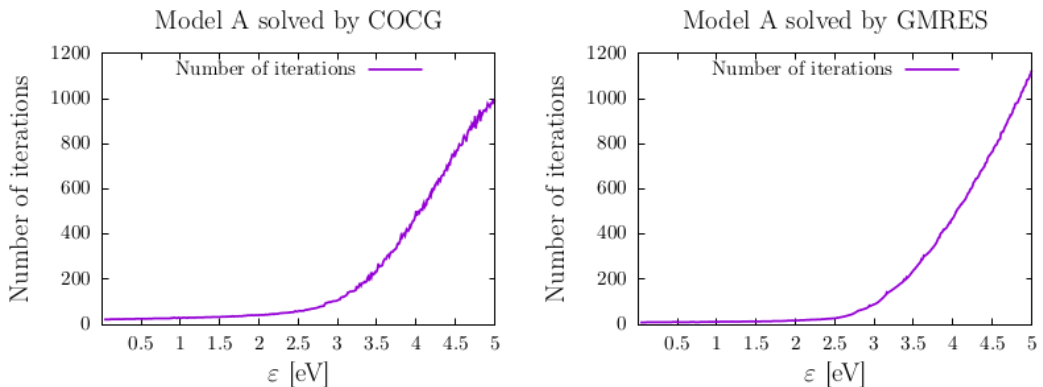 Model A solved by COCG
Number of iterations
1200
1000
800
600
400
200
0
Number of iterations
0.5 1 1.5 2 2.5 3 3.5 4 4.5 5
ε [eV]
Model A solved by GMRES
Number of iterations
1200
1000
800
600
400
200
0
Number of iterations
0.5 1 1.5 2 2.5 3 3.5 4 4.5 5
ε [eV]